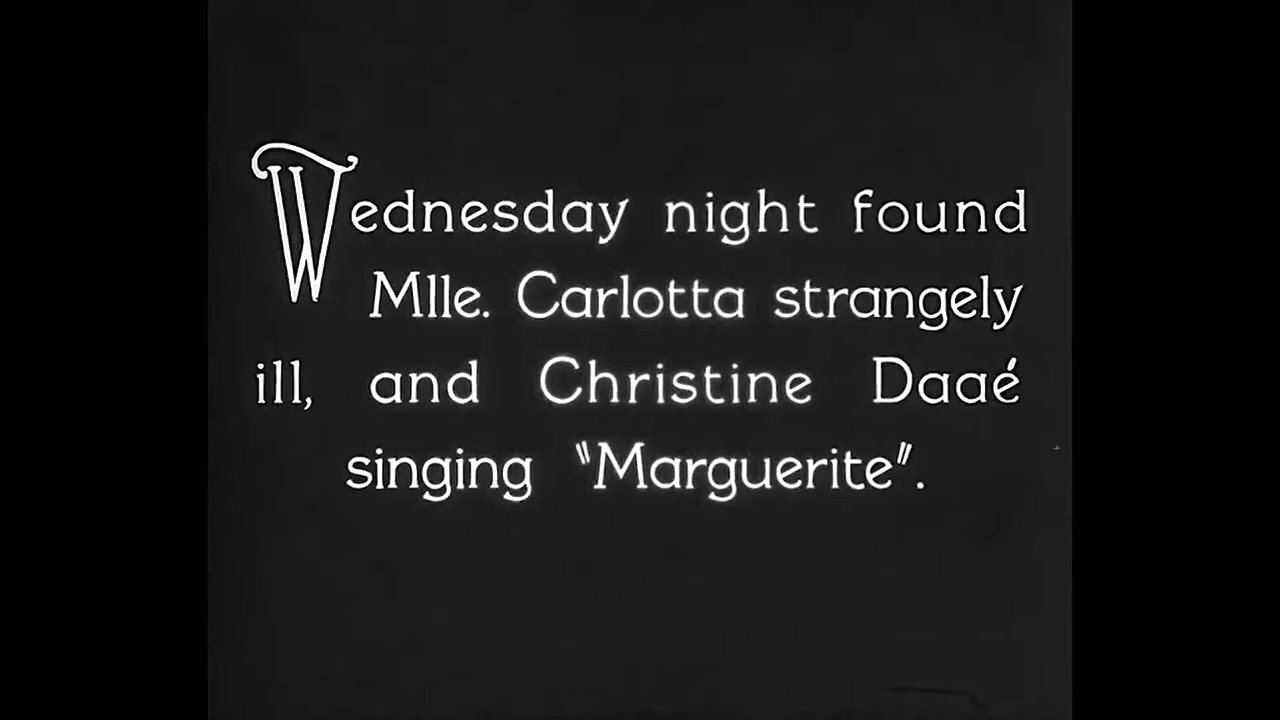 Wednesday night found
Mlle. Carlotta strangely
ill, and Christine Daaé
singing "Marguerite".